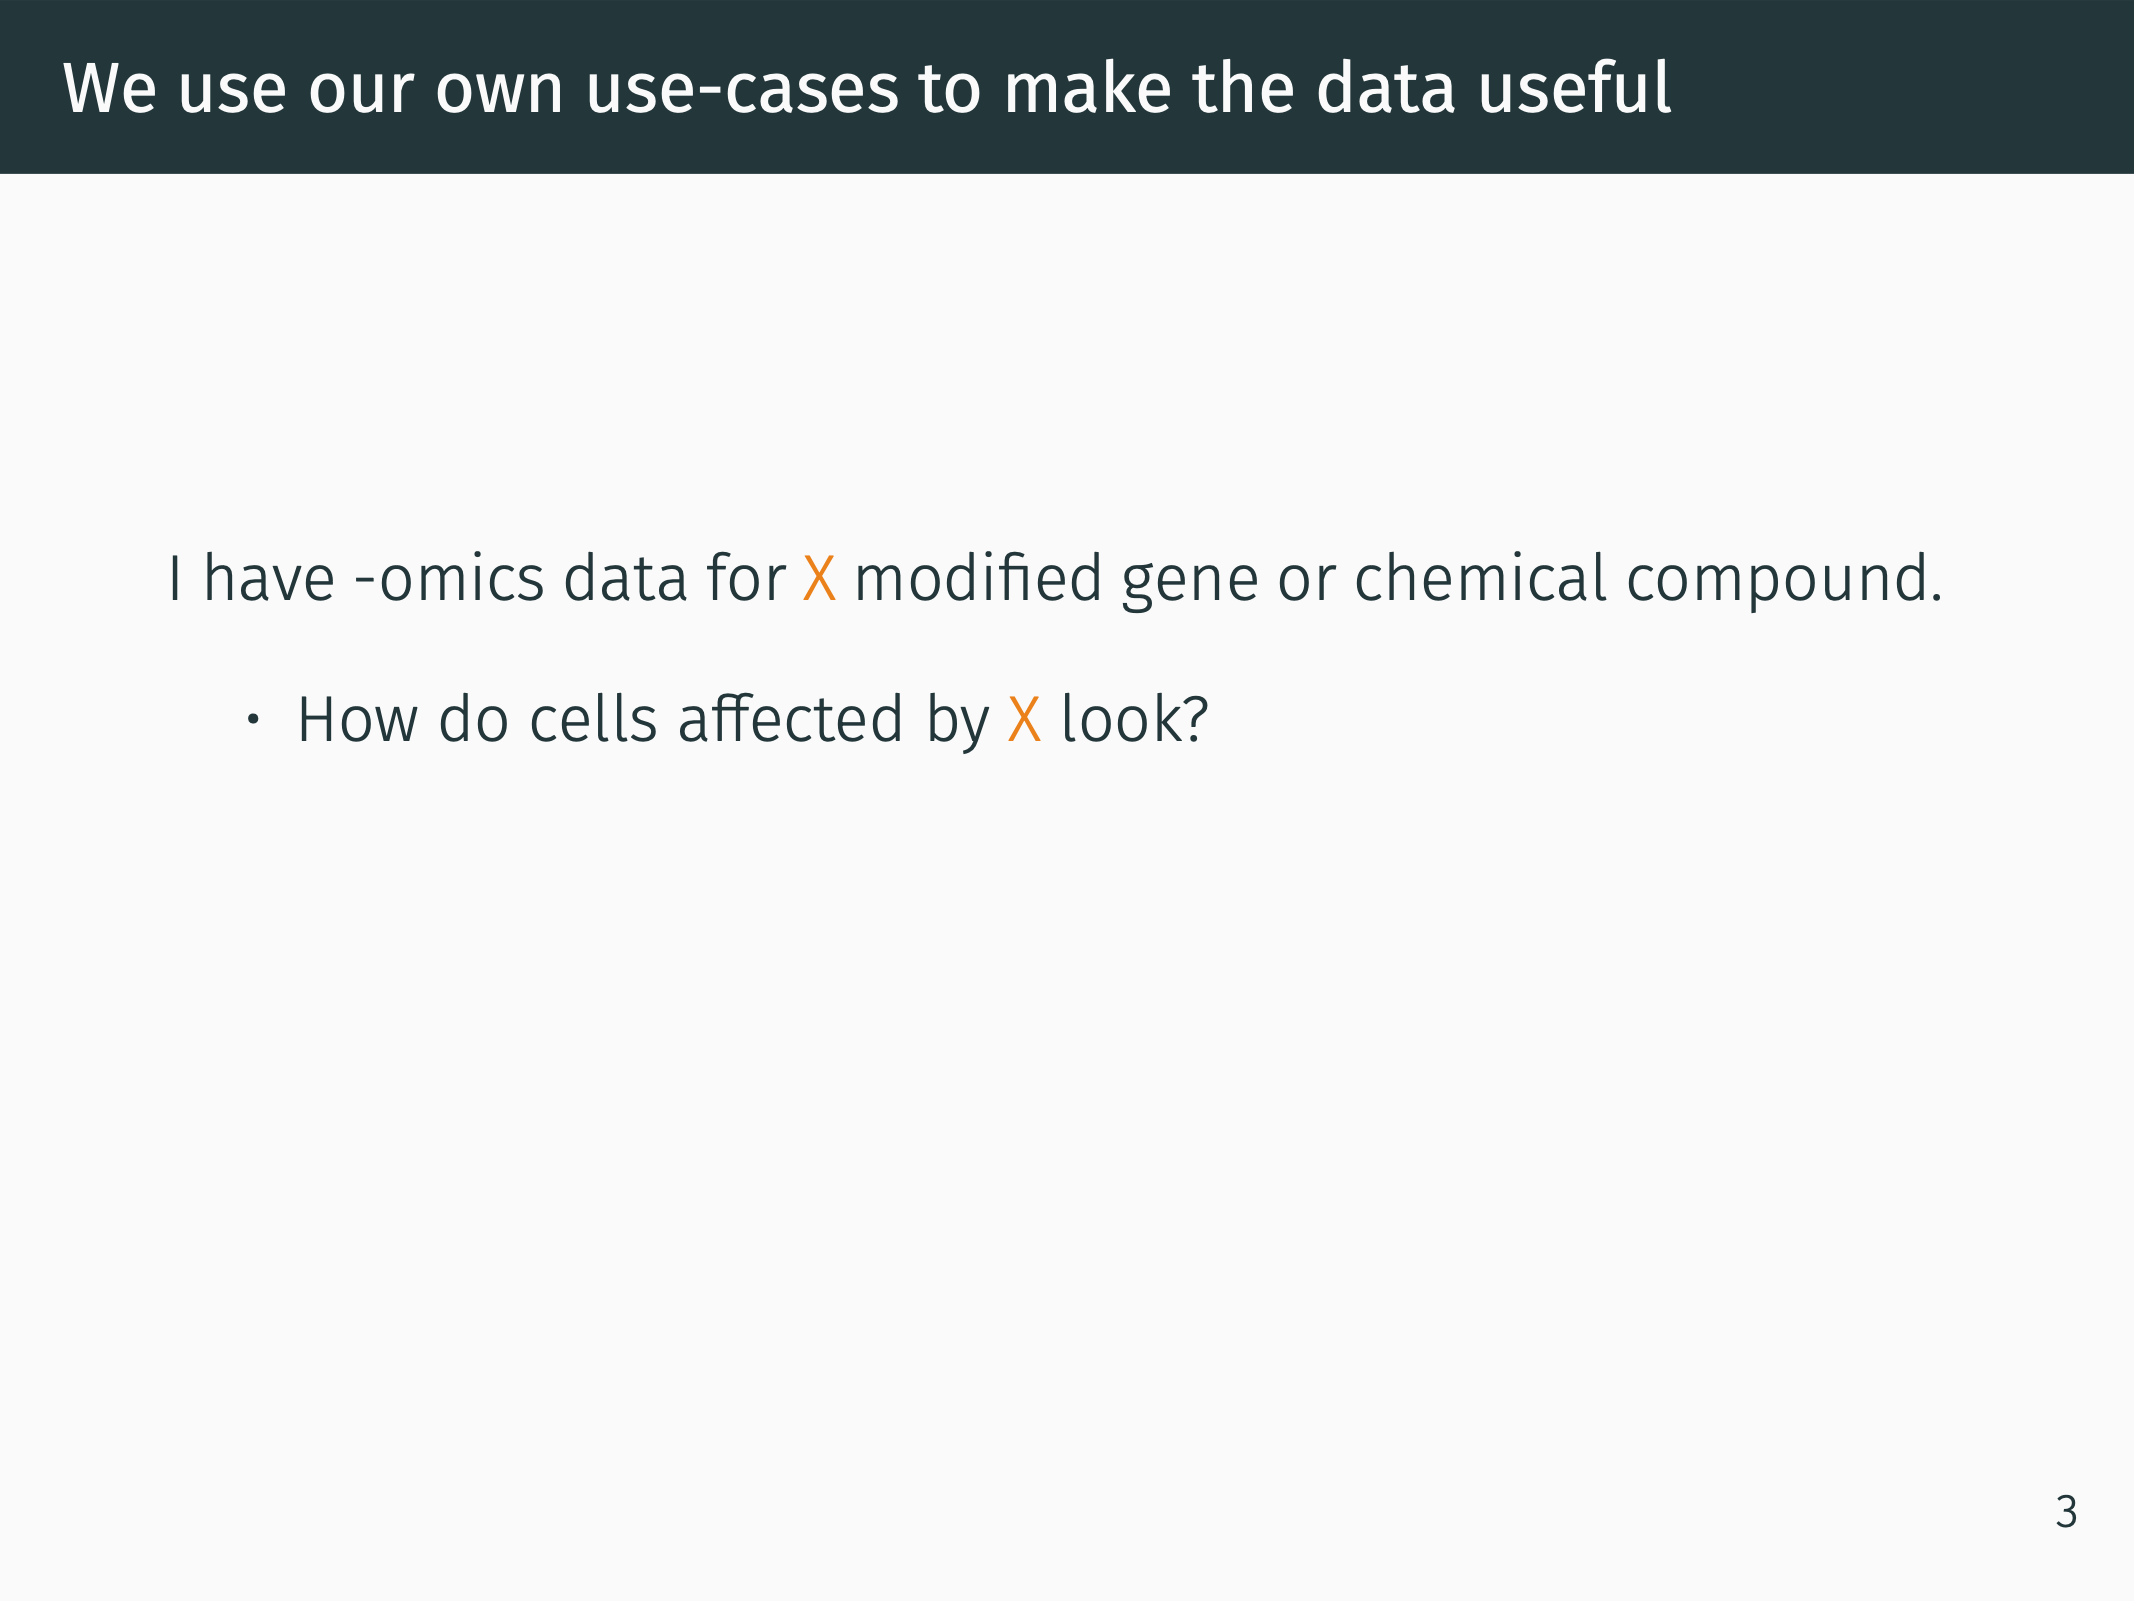 We use our own use-cases to make the data useful
I have -omics data for X modified gene or chemical compound.
• How do cells affected by X look?
3